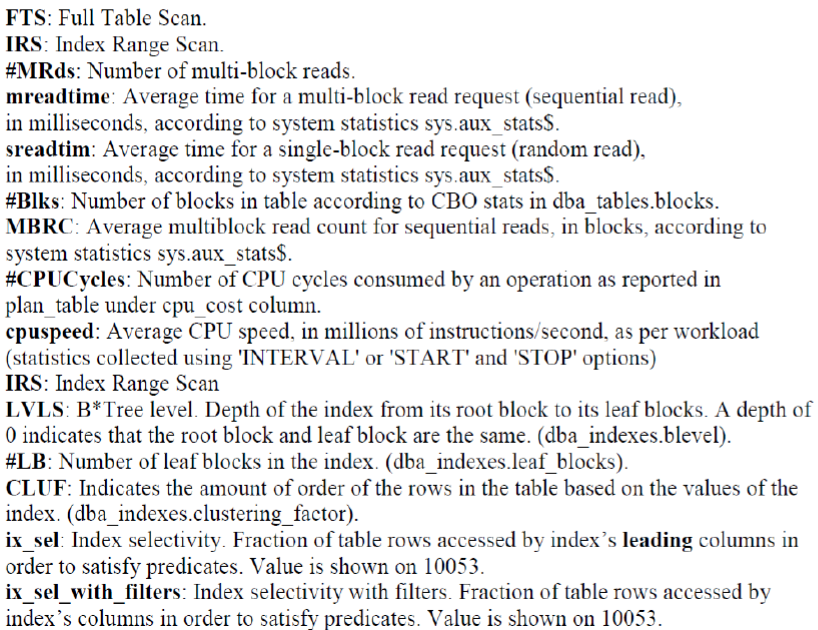 FTS: Full Table Scan.
IRS: Index Range Scan.
#MRds: Number of multi-block reads.
mreadtime: Average time for a multi-block read request (sequential read),
in milliseconds, according to system statistics sys.aux_stats$.
sreadtim: Average time for a single-block read request (random read),
in milliseconds, according to system statistics sys.aux_stats$.
#Blks: Number of blocks in table according to CBO stats in dba_tables.blocks.
MBRC: Average multiblock read count for sequential reads, in blocks, according to
system statistics sys.aux_stats$.
#CPUCycles: Number of CPU cycles consumed by an operation as reported in
plan_table under cpu_cost column.
cpuspeed: Average CPU speed, in millions of instructions/second, as per workload
(statistics collected using 'INTERVAL' or 'START' and 'STOP' options)
IRS: Index Range Scan
LVLS: B*Tree level. Depth of the index from its root block to its leaf blocks. A depth of
0 indicates that the root block and leaf block are the same. (dba_indexes.blevel).
#LB: Number of leaf blocks in the index. (dba_indexes.leaf_blocks).
CLUF: Indicates the amount of order of the rows in the table based on the values of the
index. (dba_indexes.clustering_factor).
ix_sel: Index selectivity. Fraction of table rows accessed by index’s leading columns in
order to satisfy predicates. Value is shown on 10053.
ix_sel_with_filters: Index selectivity with filters. Fraction of table rows accessed by
index’s columns in order to satisfy predicates. Value is shown on 10053.